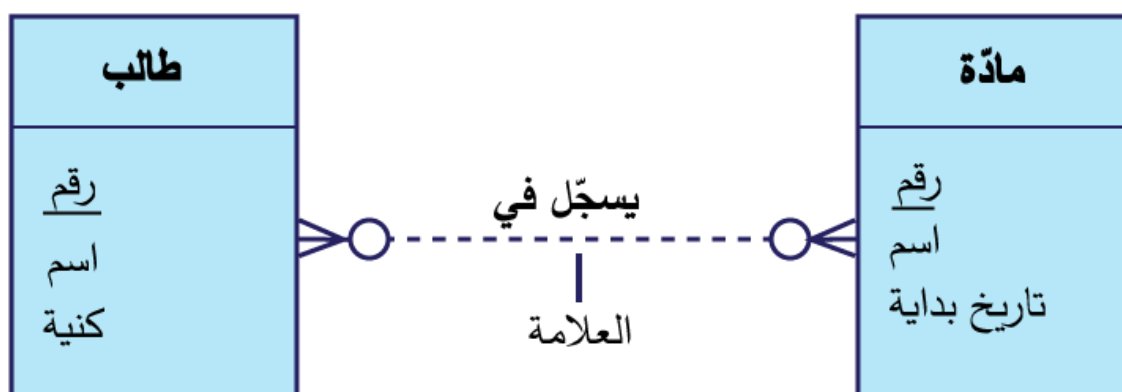 طالب
رقم
اسم
كنية
يسجّل في
العلامة
مادّة
رقم
اسم
تاريخ بداية